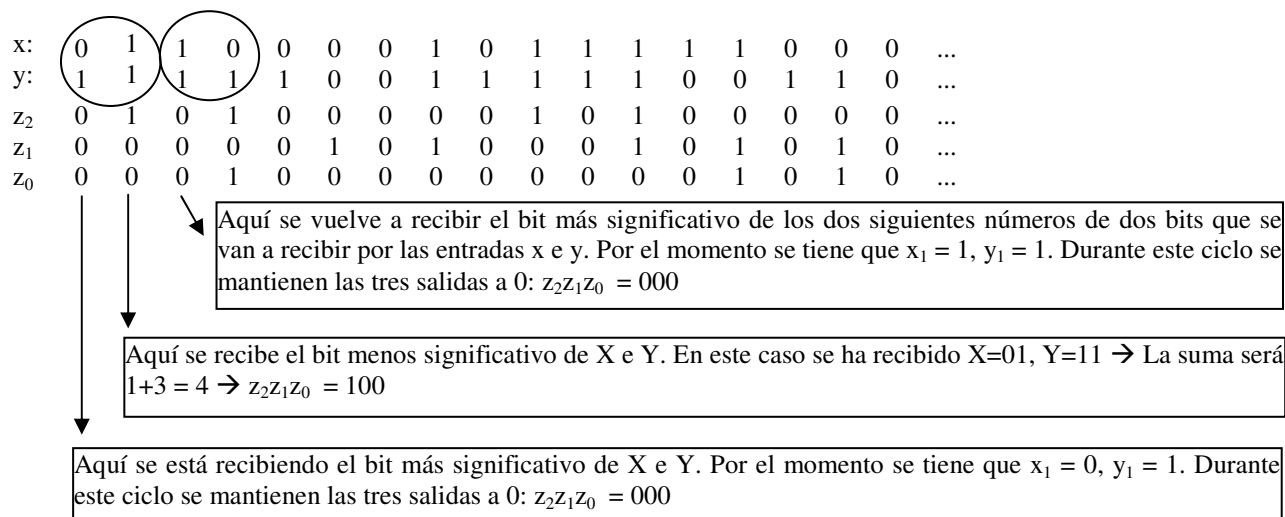 x: 0 1 1 0 0 0 0 1 0 1 1 1 1 1 0 0 0 ...
y: 1 1 1 1 1 0 0 1 1 1 1 1 0 0 1 1 0 ...
z₂ 0 1 0 1 0 0 0 0 0 1 0 1 0 0 0 0 0 ...
z₁ 0 0 0 0 0 1 0 1 0 0 0 1 0 1 0 1 0 ...
z₀ 0 0 0 1 0 0 0 0 0 0 0 0 0 1 0 1 0 ...
Aquí se vuelve a recibir el bit más significativo de los dos siguientes números de dos bits que se
van a recibir por las entradas x e y. Por el momento se tiene que x₁ = 1, y₁ = 1. Durante este ciclo se
mantienen las tres salidas a 0: z₂z₁z₀ = 000
Aquí se recibe el bit menos significativo de X e Y. En este caso se ha recibido X=01, Y=11 → La suma será
1+3 = 4 → z₂z₁z₀ = 100
Aquí se está recibiendo el bit más significativo de X e Y. Por el momento se tiene que x₁ = 0, y₁ = 1. Durante
este ciclo se mantienen las tres salidas a 0: z₂z₁z₀ = 000